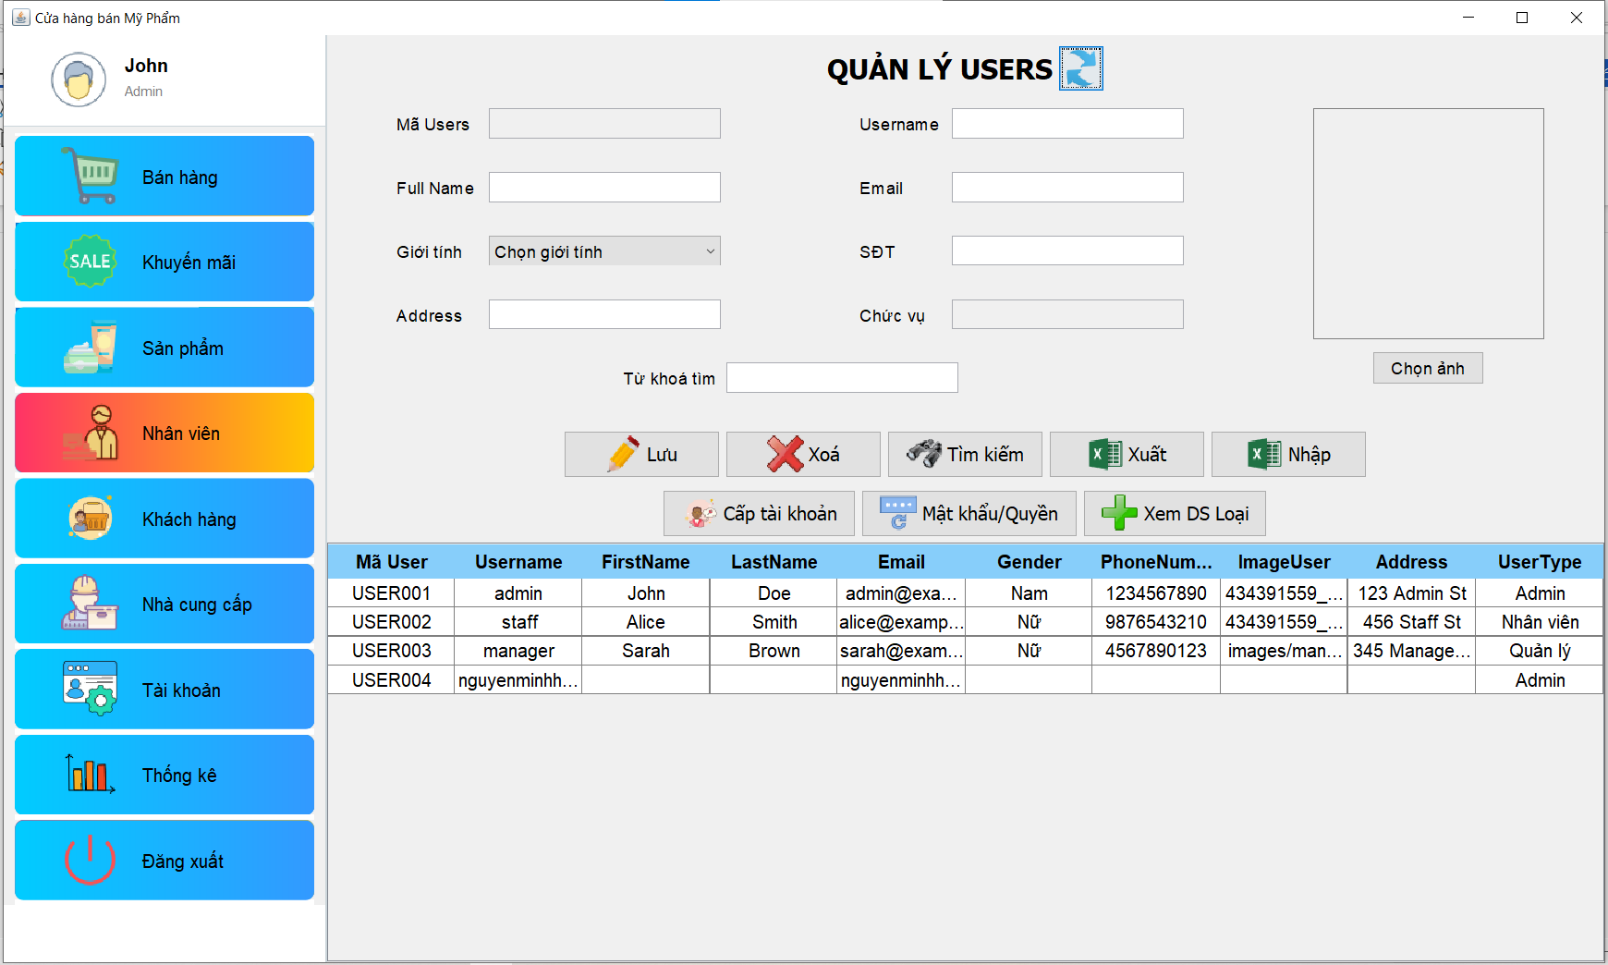 Cửa hàng bán Mỹ Phẩm
John
Admin
Bán hàng
SALE
Khuyến mãi
Sản phẩm
Nhân viên
Khách hàng
Nhà cung cấp
Tài khoản
Thống kê
Đăng xuất
QUẢN LÝ USERS
Mã Users
Username
Full Name
Email
Giới tính
Chọn giới tính
SĐT
Address
Chức vụ
Từ khoá tìm
Chọn ảnh
Lưu
Xoá
Tìm kiếm
Xuất
Nhập
Cấp tài khoản
Mật khẩu/Quyền
Xem DS Loại
Mã User Username FirstName LastName Email Gender PhoneNum... ImageUser Address UserType
USER001 admin John Doe admin@exa... Nam 1234567890 434391559_... 123 Admin St Admin
USER002 staff Alice Smith alice@examp... Nữ 9876543210 434391559_... 456 Staff St Nhân viên
USER003 manager Sarah Brown sarah@exam... Nữ 4567890123 images/man... 345 Manage... Quản lý
USER004 nguyenminhh... nguyenminhh... Admin